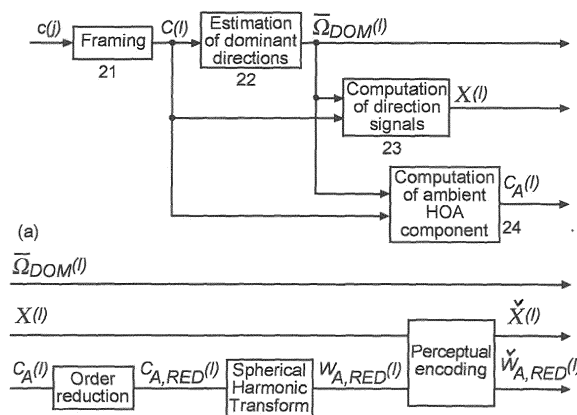 c(j)
Framing
21
C(l)
Estimation
of dominant
directions
22
Ω̅DOM(l)
Computation
of direction
signals
23
X(l)
Computation
of ambient
HOA
component
24
CA(l)
(a)
Ω̅DOM(l)
X(l)
CA(l)
Order
reduction
CA,RED(l)
Spherical
Harmonic
Transform
WA,RED(l)
Perceptual
encoding
X̌(l)
W̌A,RED(l)